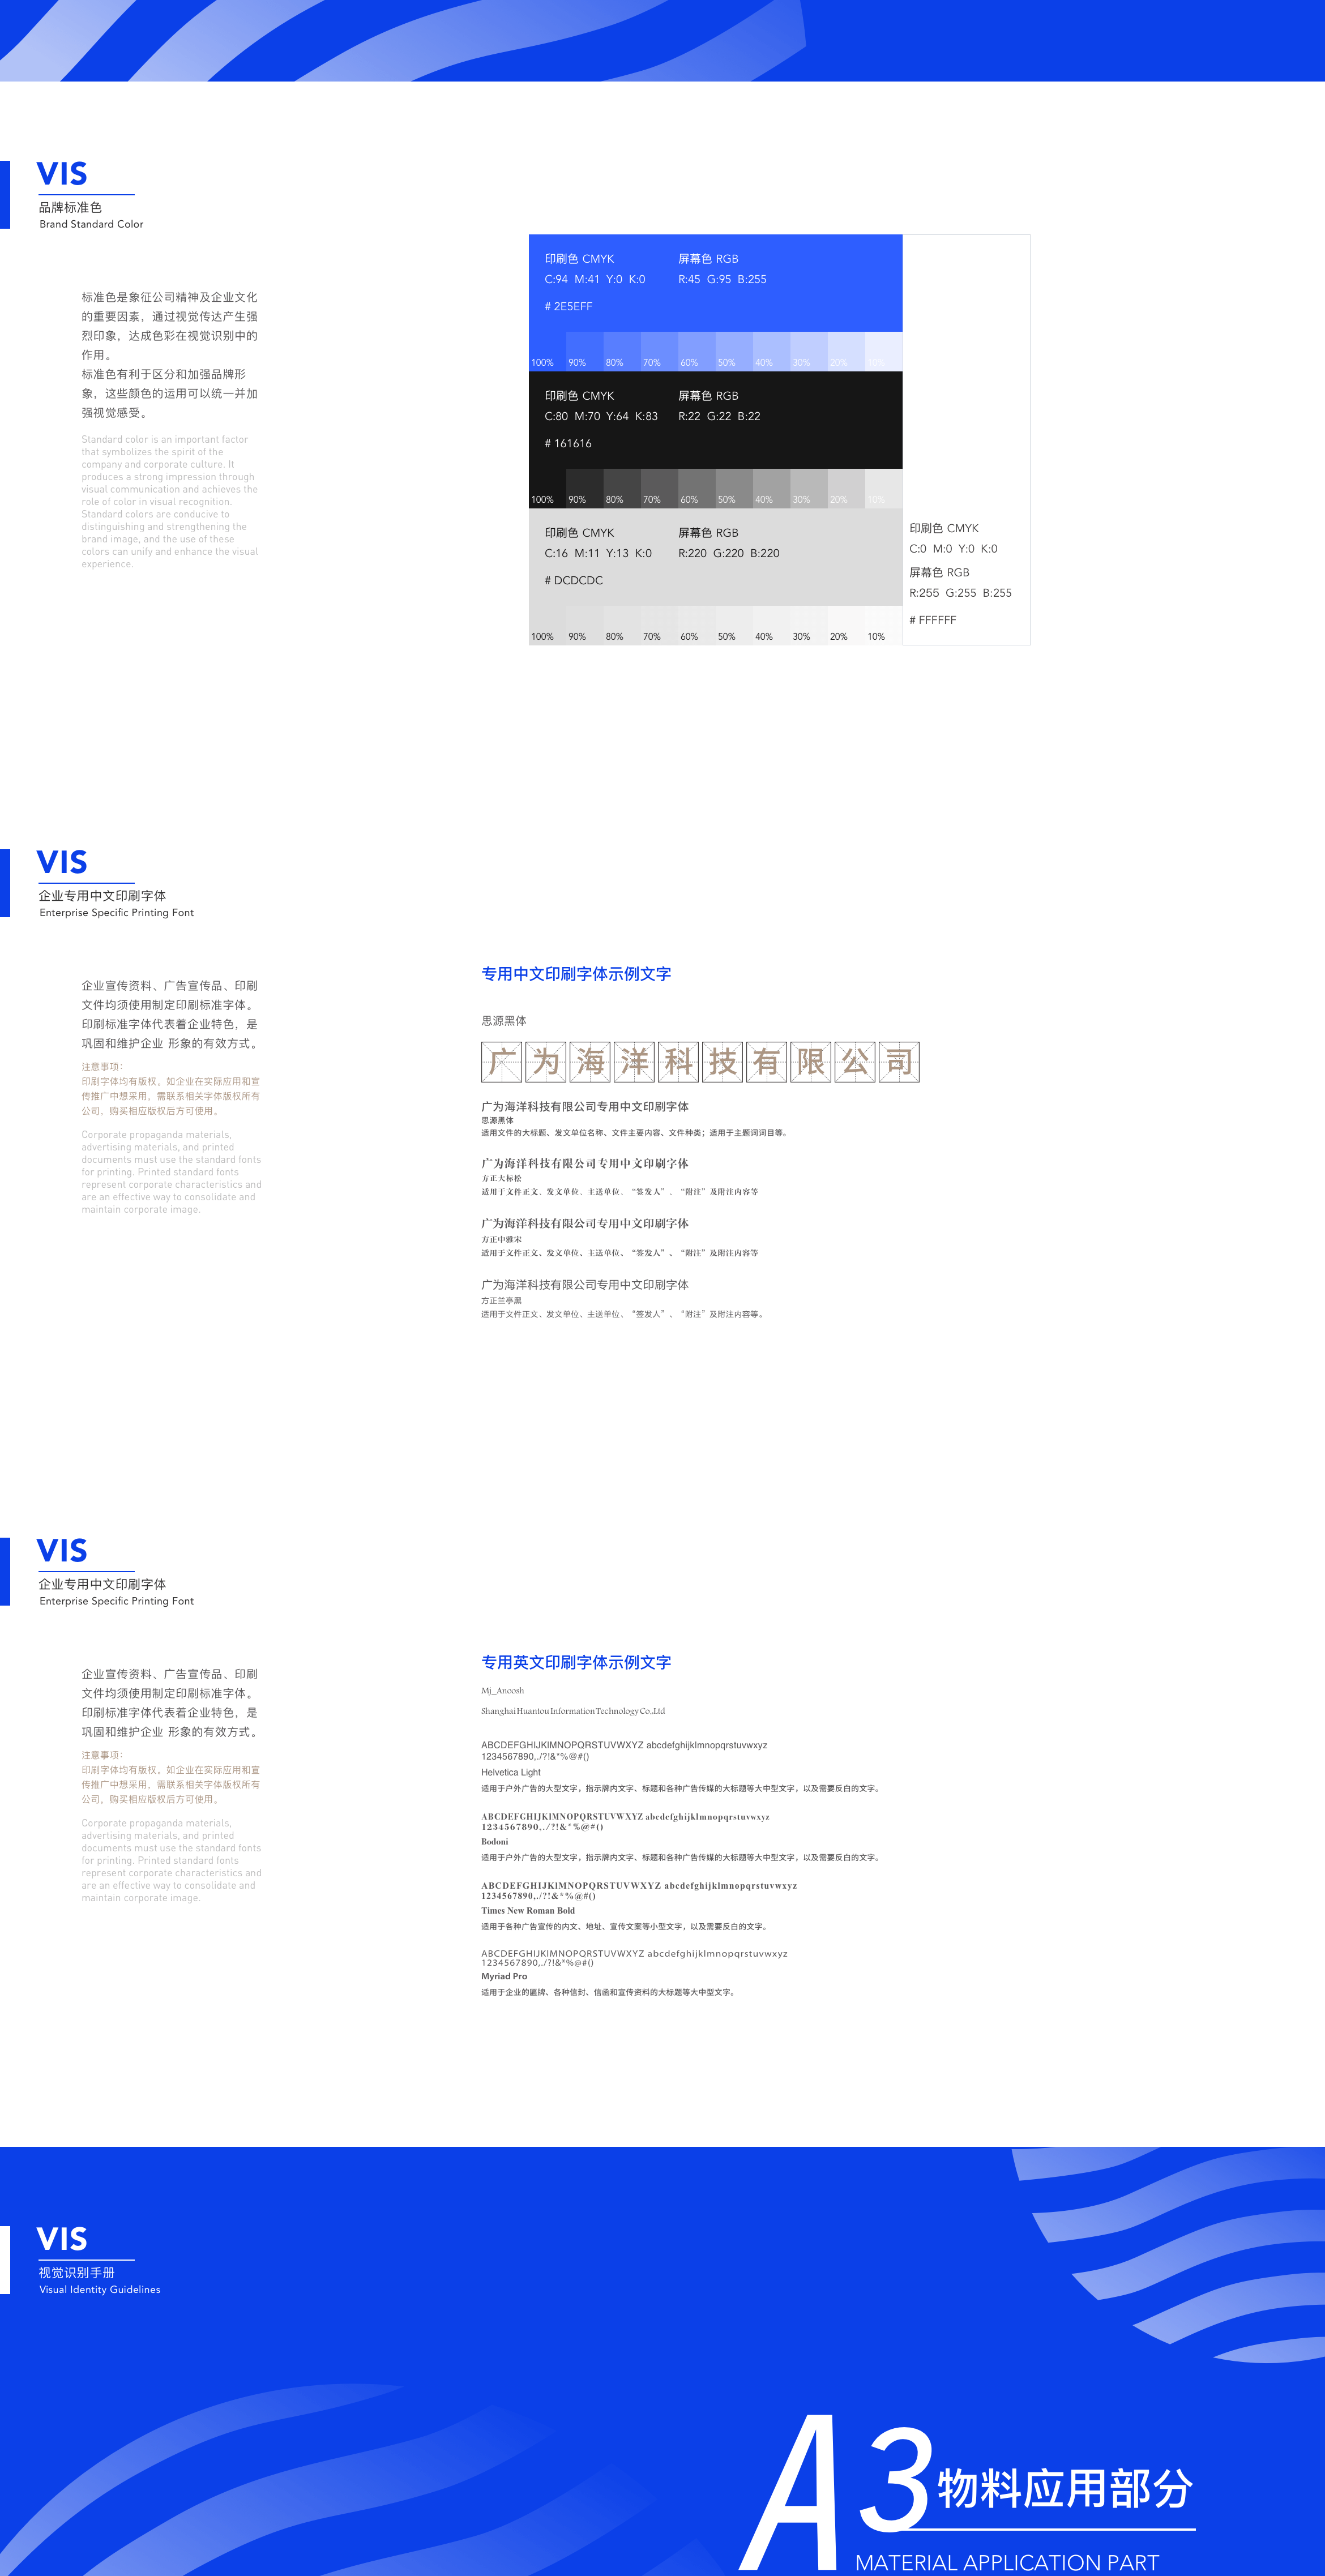 VIS
品牌标准色
Brand Standard Color
标准色是象征公司精神及企业文化
的重要因素，通过视觉传达产生强
烈印象，达成色彩在视觉识别中的
作用。
标准色有利于区分和加强品牌形
象，这些颜色的运用可以统一并加
强视觉感受。
Standard color is an important factor
that symbolizes the spirit of the
company and corporate culture. It
produces a strong impression through
visual communication and achieves the
role of color in visual recognition.
Standard colors are conducive to
distinguishing and strengthening the
brand image, and the use of these
colors can unify and enhance the visual
experience.
印刷色 CMYK 屏幕色 RGB
C:94 M:41 Y:0 K:0 R:45 G:95 B:255
# 2E5EFF
100% 90% 80% 70% 60% 50% 40% 30% 20% 10%
印刷色 CMYK 屏幕色 RGB
C:80 M:70 Y:64 K:83 R:22 G:22 B:22
# 161616
100% 90% 80% 70% 60% 50% 40% 30% 20% 10%
印刷色 CMYK 屏幕色 RGB
C:16 M:11 Y:13 K:0 R:220 G:220 B:220
# DCDCDC
100% 90% 80% 70% 60% 50% 40% 30% 20% 10%
印刷色 CMYK
C:0 M:0 Y:0 K:0
屏幕色 RGB
R:255 G:255 B:255
# FFFFFF
VIS
企业专用中文印刷字体
Enterprise Specific Printing Font
企业宣传资料、广告宣传品、印刷
文件均须使用制定印刷标准字体。
印刷标准字体代表着企业特色，是
巩固和维护企业 形象的有效方式。
注意事项：
印刷字体均有版权。如企业在实际应用和宣
传推广中想采用，需联系相关字体版权所有
公司，购买相应版权后方可使用。
Corporate propaganda materials,
advertising materials, and printed
documents must use the standard fonts
for printing. Printed standard fonts
represent corporate characteristics and
are an effective way to consolidate and
maintain corporate image.
专用中文印刷字体示例文字
思源黑体
广为海洋科技有限公司
广为海洋科技有限公司专用中文印刷字体
思源黑体
适用文件的大标题、发文单位名称、文件主要内容、文件种类；适用于主题词词目等。
广为海洋科技有限公司专用中文印刷字体
方正大标松
适用于文件正文、发文单位、主送单位、“签发人”、“附注”及附注内容等
广为海洋科技有限公司专用中文印刷字体
方正中雅宋
适用于文件正文、发文单位、主送单位、“签发人”、“附注”及附注内容等
广为海洋科技有限公司专用中文印刷字体
方正兰亭黑
适用于文件正文、发文单位、主送单位、“签发人”、“附注”及附注内容等。
VIS
企业专用中文印刷字体
Enterprise Specific Printing Font
企业宣传资料、广告宣传品、印刷
文件均须使用制定印刷标准字体。
印刷标准字体代表着企业特色，是
巩固和维护企业 形象的有效方式。
注意事项：
印刷字体均有版权。如企业在实际应用和宣
传推广中想采用，需联系相关字体版权所有
公司，购买相应版权后方可使用。
Corporate propaganda materials,
advertising materials, and printed
documents must use the standard fonts
for printing. Printed standard fonts
represent corporate characteristics and
are an effective way to consolidate and
maintain corporate image.
专用英文印刷字体示例文字
Mj_Anoosh
Shanghai Huantou Information Technology Co.,Ltd
ABCDEFGHIJKlMNOPQRSTUVWXYZ abcdefghijklmnopqrstuvwxyz
1234567890,./?!&*%@#()
Helvetica Light
适用于户外广告的大型文字，指示牌内文字、标题和各种广告传媒的大标题等大中型文字，以及需要反白的文字。
ABCDEFGHIJKlMNOPQRSTUVWXYZ abcdefghijklmnopqrstuvwxyz
1234567890,./?!&*%@#()
Bodoni
适用于户外广告的大型文字，指示牌内文字、标题和各种广告传媒的大标题等大中型文字，以及需要反白的文字。
ABCDEFGHIJKlMNOPQRSTUVWXYZ abcdefghijklmnopqrstuvwxyz
1234567890,./?!&*%@#()
Times New Roman Bold
适用于各种广告宣传的内文、地址、宣传文案等小型文字，以及需要反白的文字。
ABCDEFGHIJKlMNOPQRSTUVWXYZ abcdefghijklmnopqrstuvwxyz
1234567890,./?!&*%@#()
Myriad Pro
适用于企业的匾牌、各种信封、信函和宣传资料的大标题等大中型文字。
VIS
视觉识别手册
Visual Identity Guidelines
A3 物料应用部分
MATERIAL APPLICATION PART